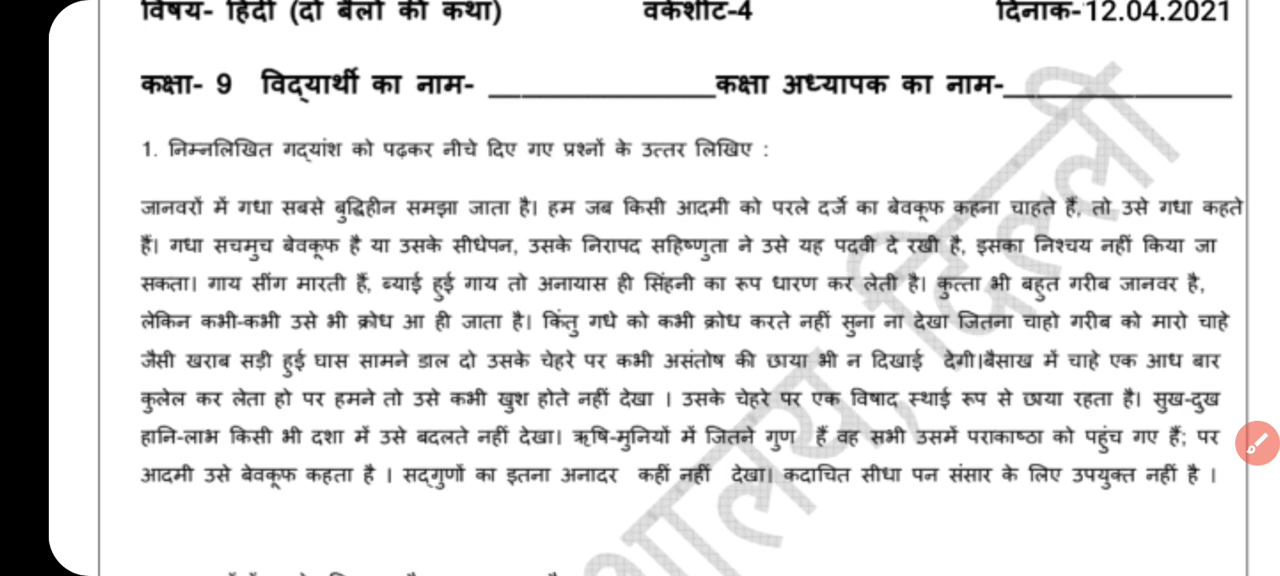 विषय- हिंदी (दो बैलों की कथा) वर्कशीट-4 दिनांक-12.04.2021
कक्षा- 9 विद्यार्थी का नाम- ________________कक्षा अध्यापक का नाम-________________
1. निम्नलिखित गद्यांश को पढ़कर नीचे दिए गए प्रश्नों के उत्तर लिखिए :
जानवरों में गधा सबसे बुद्धिहीन समझा जाता है। हम जब किसी आदमी को परले दर्जे का बेवकूफ कहना चाहते हैं, तो उसे गधा कहते
हैं। गधा सचमुच बेवकूफ है या उसके सीधेपन, उसके निरापद सहिष्णुता ने उसे यह पदवी दे रखी है, इसका निश्चय नहीं किया जा
सकता। गाय सींग मारती हैं, ब्याई हुई गाय तो अनायास ही सिंहनी का रूप धारण कर लेती है। कुत्ता भी बहुत गरीब जानवर है,
लेकिन कभी-कभी उसे भी क्रोध आ ही जाता है। किंतु गधे को कभी क्रोध करते नहीं सुना ना देखा जितना चाहो गरीब को मारो चाहे
जैसी खराब सड़ी हुई घास सामने डाल दो उसके चेहरे पर कभी असंतोष की छाया भी न दिखाई देगी।बैसाख में चाहे एक आध बार
कुलेल कर लेता हो पर हमने तो उसे कभी खुश होते नहीं देखा । उसके चेहरे पर एक विषाद स्थाई रूप से छाया रहता है। सुख-दुख
हानि-लाभ किसी भी दशा में उसे बदलते नहीं देखा। ऋषि-मुनियों में जितने गुण हैं वह सभी उसमें पराकाष्ठा को पहुंच गए हैं; पर
आदमी उसे बेवकूफ कहता है । सद्गुणों का इतना अनादर कहीं नहीं देखा। कदाचित सीधा पन संसार के लिए उपयुक्त नहीं है ।